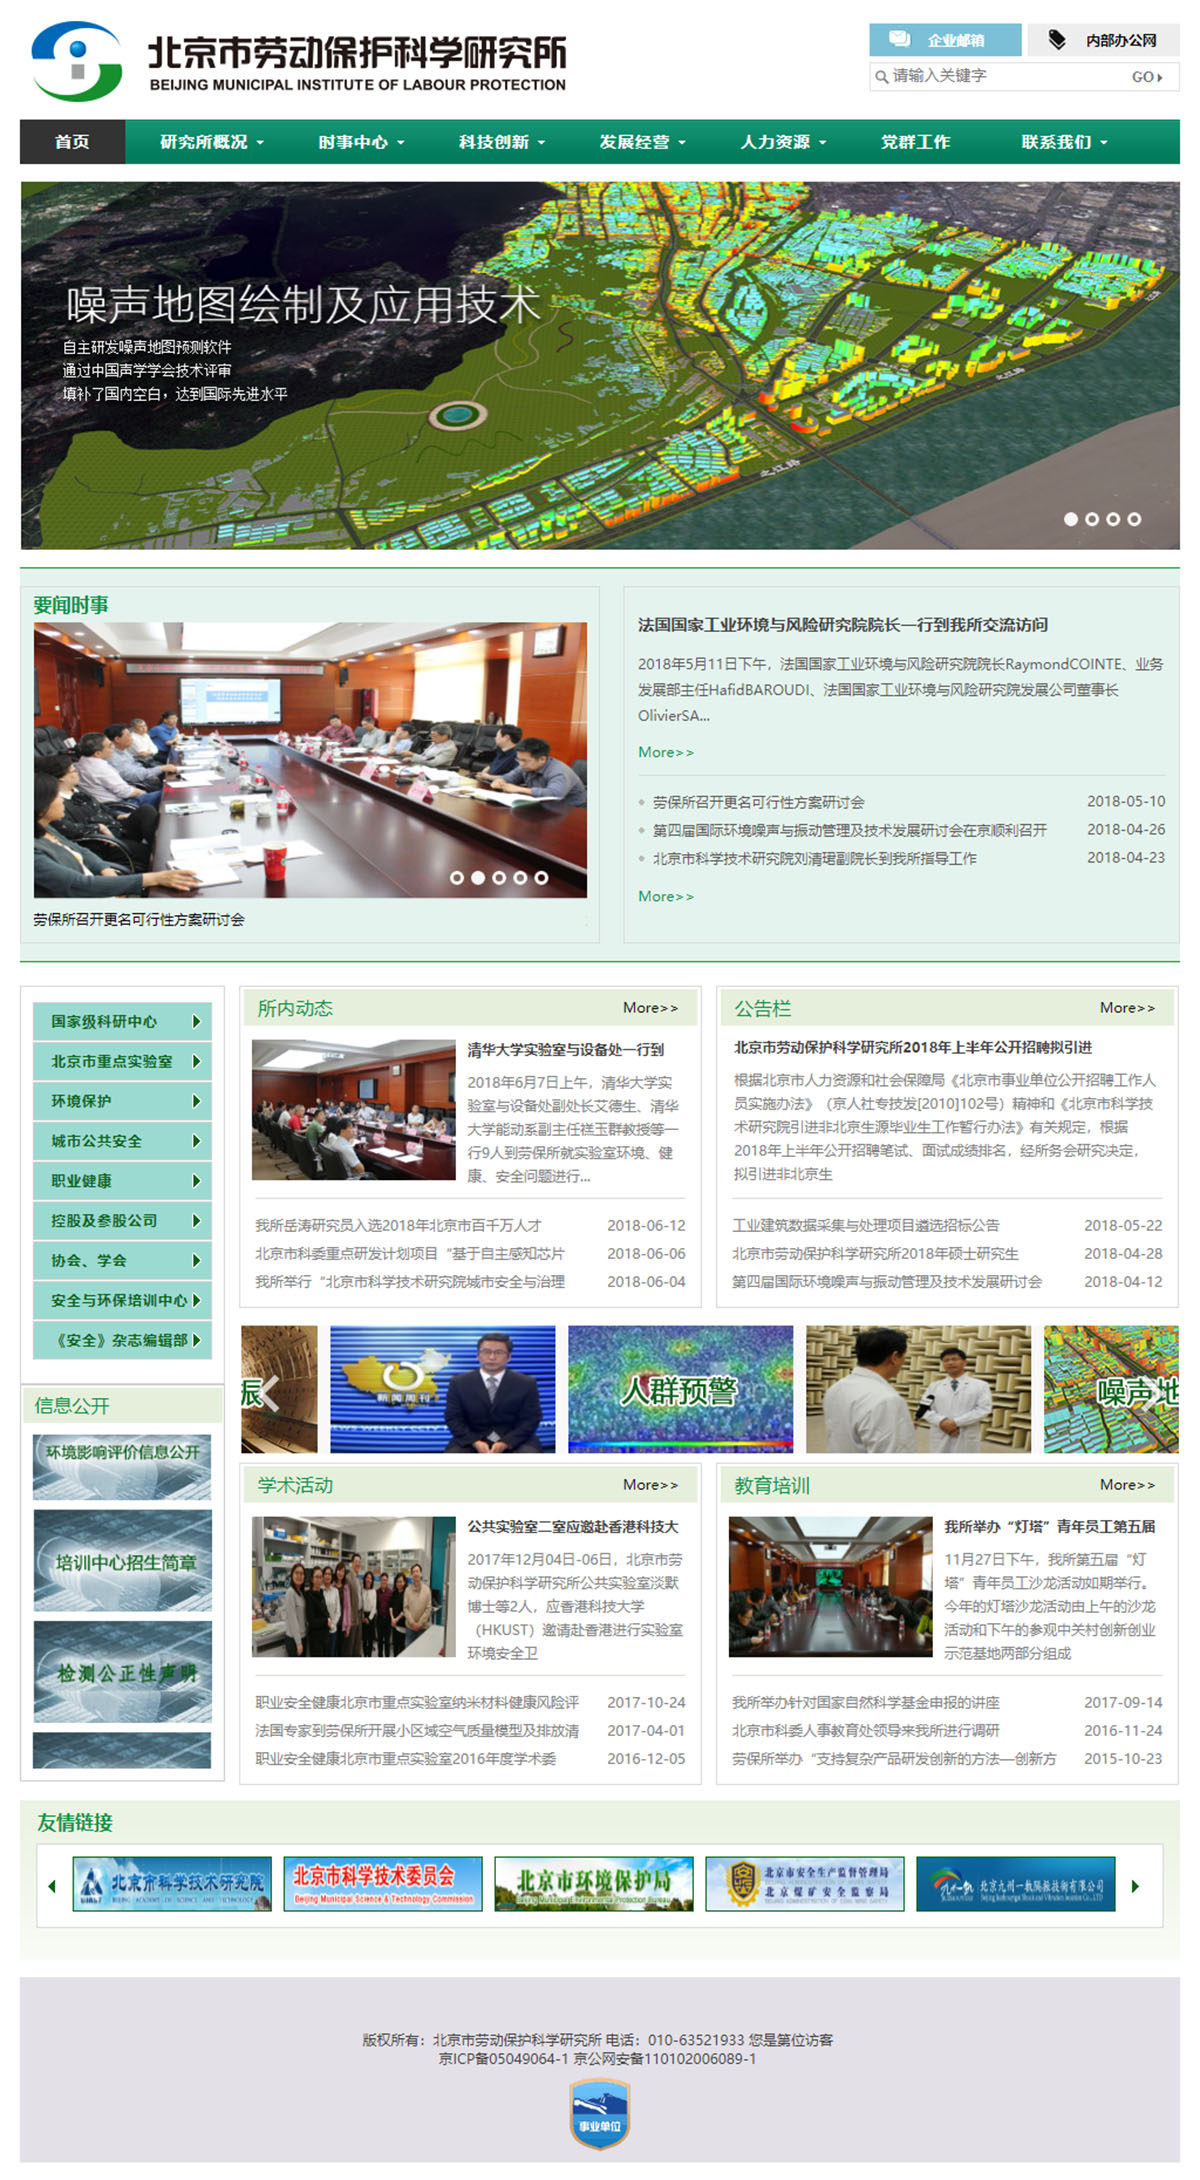 北京市劳动保护科学研究所
BEIJING MUNICIPAL INSTITUTE OF LABOUR PROTECTION
企业邮箱
内部办公网
请输入关键字
GO
首页
研究所概况
时事中心
科技创新
发展经营
人力资源
党群工作
联系我们
噪声地图绘制及应用技术
自主研发噪声地图预测软件
通过中国声学学会技术评审
填补了国内空白，达到国际先进水平
北江路
要闻时事
劳保所召开更名可行性方案研讨会
法国国家工业环境与风险研究院院长一行到我所交流访问
2018年5月11日下午，法国国家工业环境与风险研究院院长RaymondCOINTE、业务
发展部主任HafidBAROUDI、法国国家工业环境与风险研究院发展公司董事长
OlivierSA...
More>>
劳保所召开更名可行性方案研讨会 2018-05-10
第四届国际环境噪声与振动管理及技术发展研讨会在京顺利召开 2018-04-26
北京市科学技术研究院刘清珺副院长到我所指导工作 2018-04-23
More>>
国家级科研中心
北京市重点实验室
环境保护
城市公共安全
职业健康
控股及参股公司
协会、学会
安全与环保培训中心
《安全》杂志编辑部
信息公开
环境影响评价信息公开
培训中心招生简章
检测公正性声明
所内动态 More>>
清华大学实验室与设备处一行到
2018年6月7日上午，清华大学实
验室与设备处副处长艾德生、清华
大学能动系副主任禚玉群教授等一
行9人到劳保所就实验室环境、健
康、安全问题进行...
我所岳涛研究员入选2018年北京市百千万人才 2018-06-12
北京市科委重点研发计划项目“基于自主感知芯片 2018-06-06
我所举行“北京市科学技术研究院城市安全与治理 2018-06-04
公告栏 More>>
北京市劳动保护科学研究所2018年上半年公开招聘拟引进
根据北京市人力资源和社会保障局《北京市事业单位公开招聘工作人
员实施办法》（京人社专技发[2010]102号）精神和《北京市科学技
术研究院引进非北京生源毕业生工作暂行办法》有关规定，根据
2018年上半年公开招聘笔试、面试成绩排名，经所务会研究决定，
拟引进非北京生
工业建筑数据采集与处理项目遴选招标公告 2018-05-22
北京市劳动保护科学研究所2018年硕士研究生 2018-04-28
第四届国际环境噪声与振动管理及技术发展研讨会 2018-04-12
振
新闻周刊
人群预警
噪声地
学术活动 More>>
公共实验室二室应邀赴香港科技大
2017年12月04日-06日，北京市劳
动保护科学研究所公共实验室淡默
博士等2人，应香港科技大学
（HKUST）邀请赴香港进行实验室
环境安全卫
职业安全健康北京市重点实验室纳米材料健康风险评 2017-10-24
法国专家到劳保所开展小区域空气质量模型及排放清 2017-04-01
职业安全健康北京市重点实验室2016年度学术委 2016-12-05
教育培训 More>>
我所举办“灯塔”青年员工第五届
11月27日下午，我所第五届“灯
塔”青年员工沙龙活动如期举行。
今年的灯塔沙龙活动由上午的沙龙
活动和下午的参观中关村创新创业
示范基地两部分组成
我所举办针对国家自然科学基金申报的讲座 2017-09-14
北京市科委人事教育处领导来我所进行调研 2016-11-24
劳保所举办“支持复杂产品研发创新的方法—创新方 2015-10-23
友情链接
北京市科学技术研究院
BEIJING ACADEMY OF SCIENCE AND TECHNOLOGY
北京市科学技术委员会
Beijing Municipal Science & Technology Commission
北京市环境保护局
Beijing Municipal Environmental Protection Bureau
北京市安全生产监督管理局
北京煤矿安全监察局
北京九州一轨隔振技术有限公司
版权所有：北京市劳动保护科学研究所 电话：010-63521933 您是第位访客
京ICP备05049064-1 京公网安备110102006089-1
事业单位